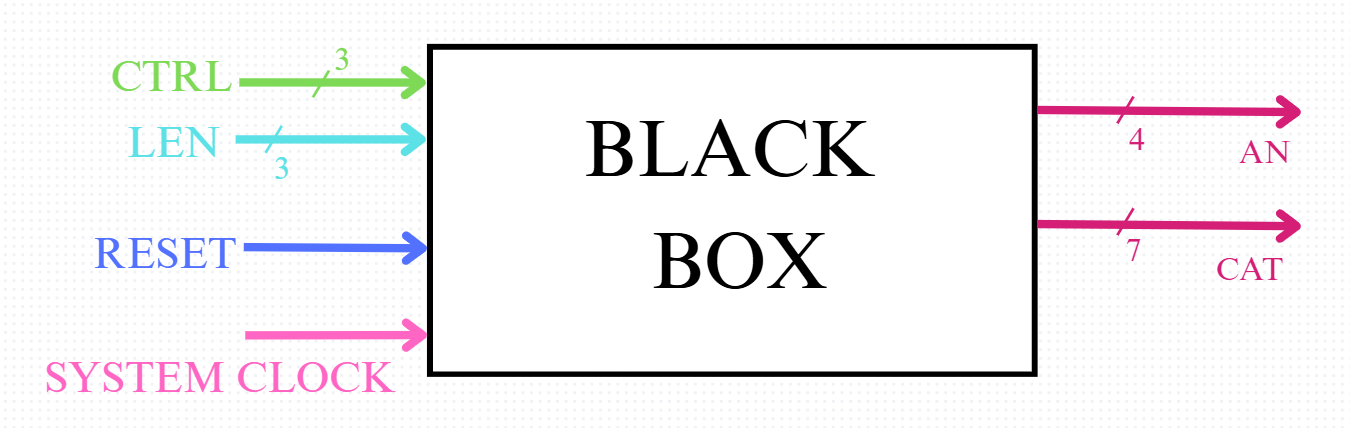 CTRL
3
LEN
3
RESET
SYSTEM CLOCK
BLACK
BOX
4
AN
7
CAT